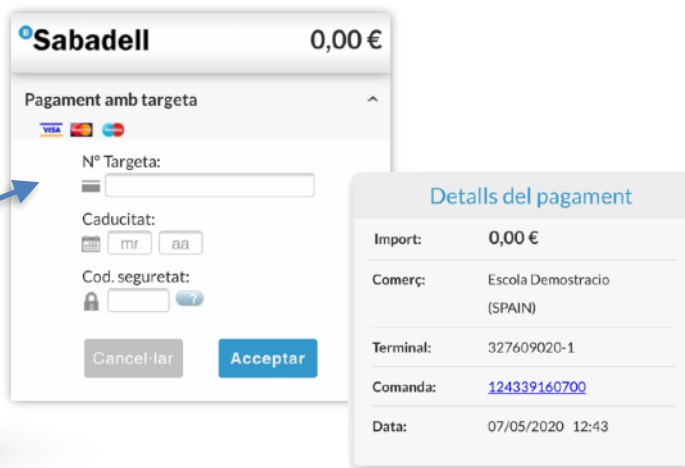 BSabadell 0,00 €
Pagament amb targeta
VISA
Nº Targeta:
Caducitat:
mr aa
Cod. seguretat:
?
Cancel·lar Acceptar
Detalls del pagament
Import: 0,00 €
Comerç: Escola Demostracio
(SPAIN)
Terminal: 327609020-1
Comanda: 124339160700
Data: 07/05/2020 12:43